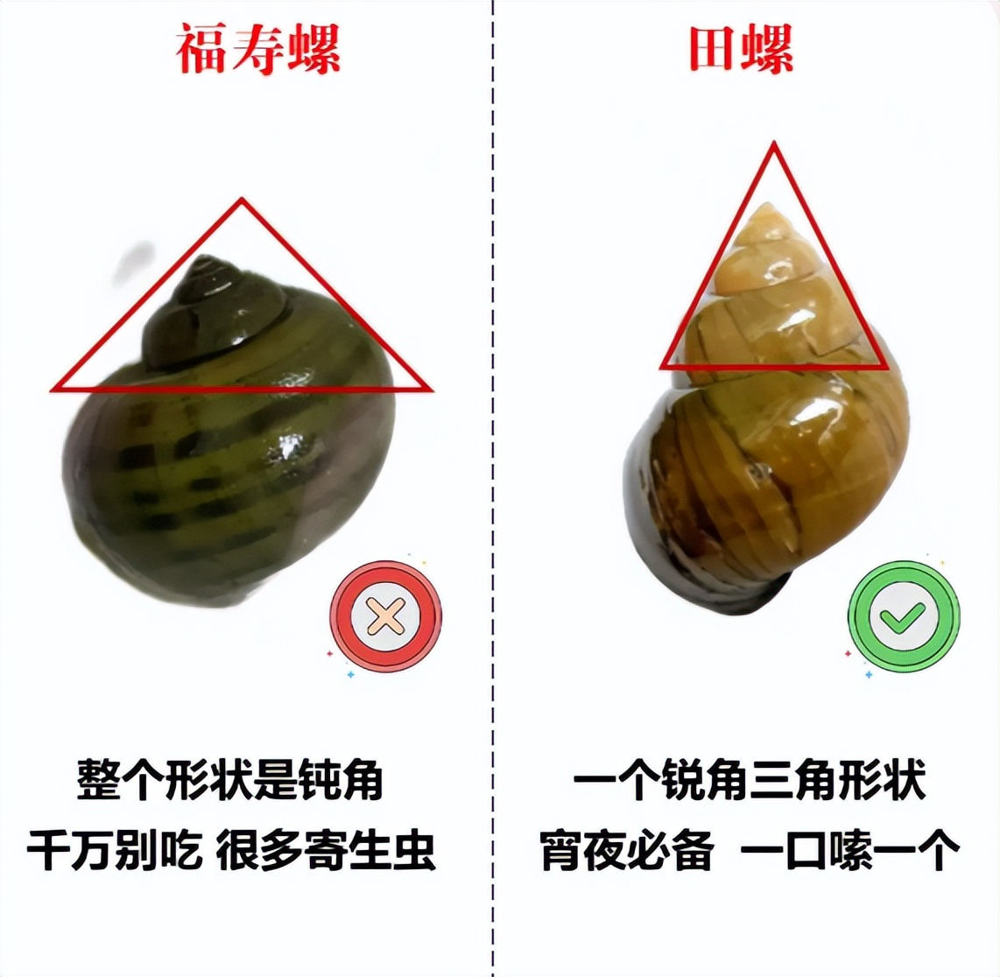 福寿螺
田螺
整个形状是钝角
千万别吃 很多寄生虫
一个锐角三角形状
宵夜必备 一口嗦一个